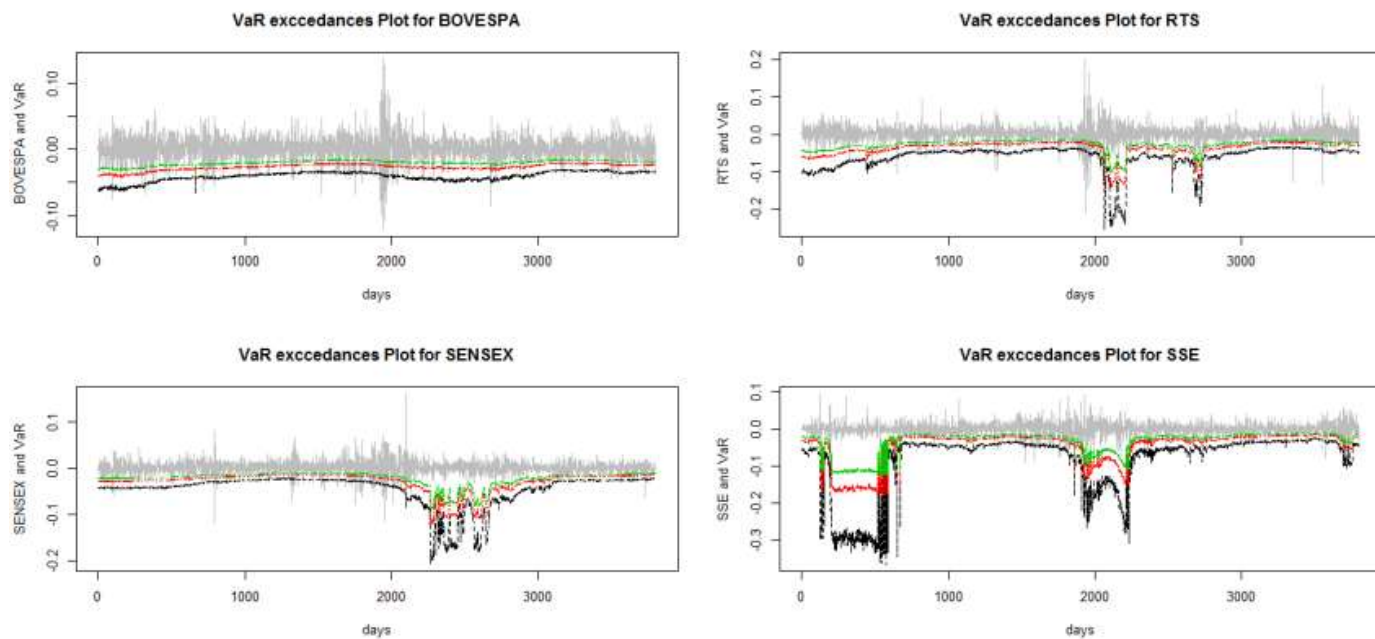 VaR exccedances Plot for BOVESPA
BOVESPA and VaR
0.10
0.00
-0.10
0
1000
2000
3000
days
VaR exccedances Plot for RTS
RTS and VaR
0.2
0.1
0.0
-0.1
-0.2
0
1000
2000
3000
days
VaR exccedances Plot for SENSEX
SENSEX and VaR
0.1
0.0
-0.1
-0.2
0
1000
2000
3000
days
VaR exccedances Plot for SSE
SSE and VaR
0.1
0.0
-0.1
-0.2
-0.3
0
1000
2000
3000
days